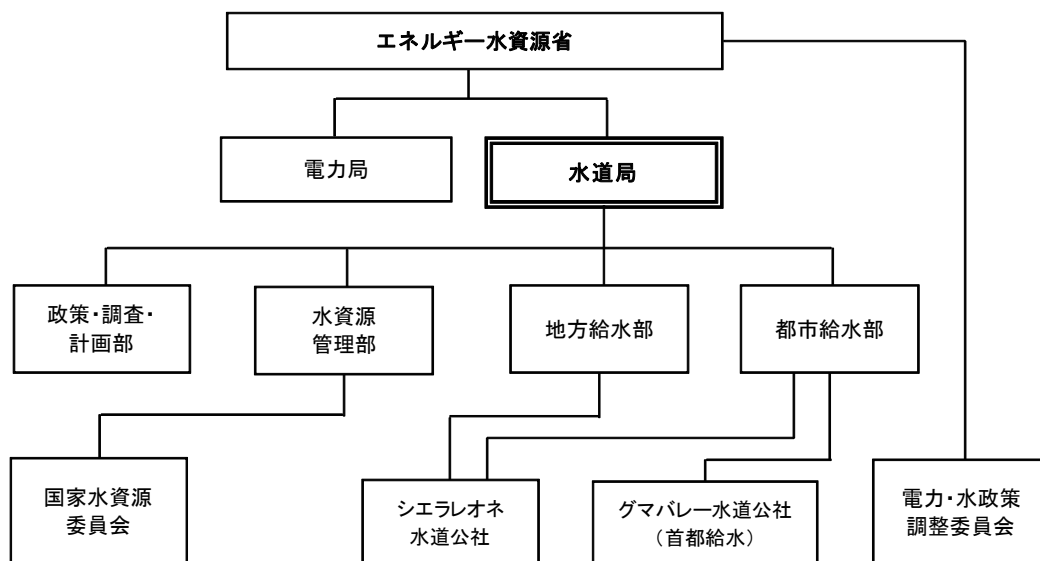 エネルギー水資源省
電力局
水道局
政策・調査・
計画部
水資源
管理部
地方給水部
都市給水部
国家水資源
委員会
シエラレオネ
水道公社
グマバレー水道公社
（首都給水）
電力・水政策
調整委員会